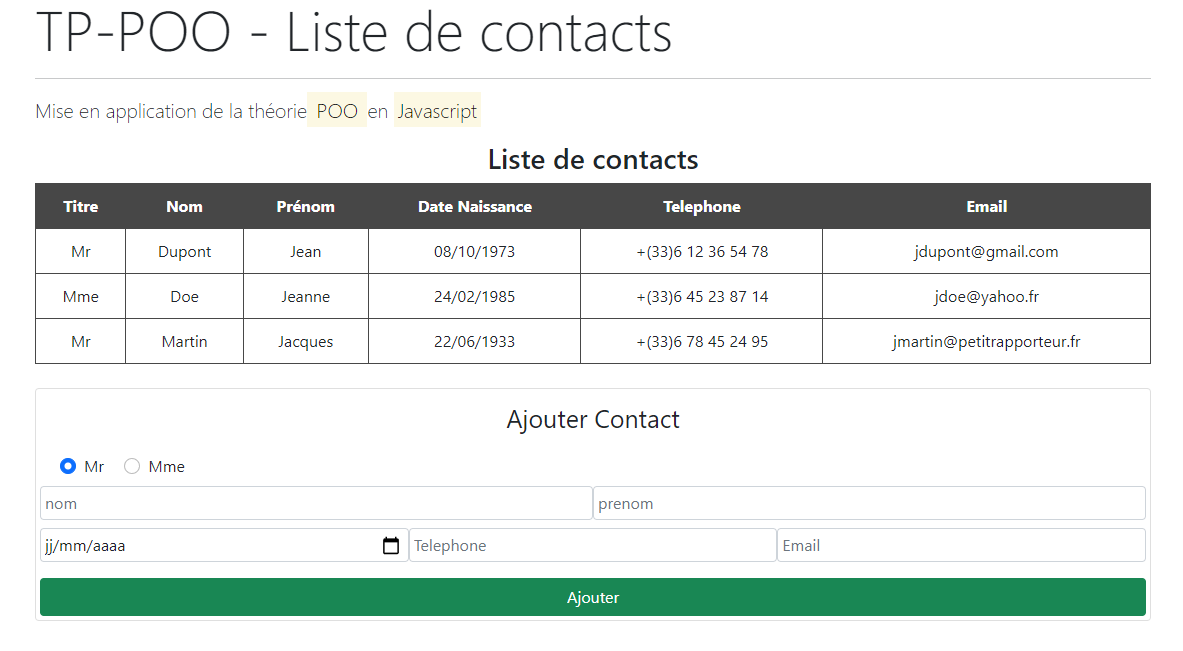 TP-POO - Liste de contacts
Mise en application de la théorie POO en Javascript
Liste de contacts
Titre Nom Prénom Date Naissance Telephone Email
Mr Dupont Jean 08/10/1973 +(33)6 12 36 54 78 jdupont@gmail.com
Mme Doe Jeanne 24/02/1985 +(33)6 45 23 87 14 jdoe@yahoo.fr
Mr Martin Jacques 22/06/1933 +(33)6 78 45 24 95 jmartin@petitrapporteur.fr
Ajouter Contact
Mr Mme
nom prenom
jj/mm/aaaa Telephone Email
Ajouter